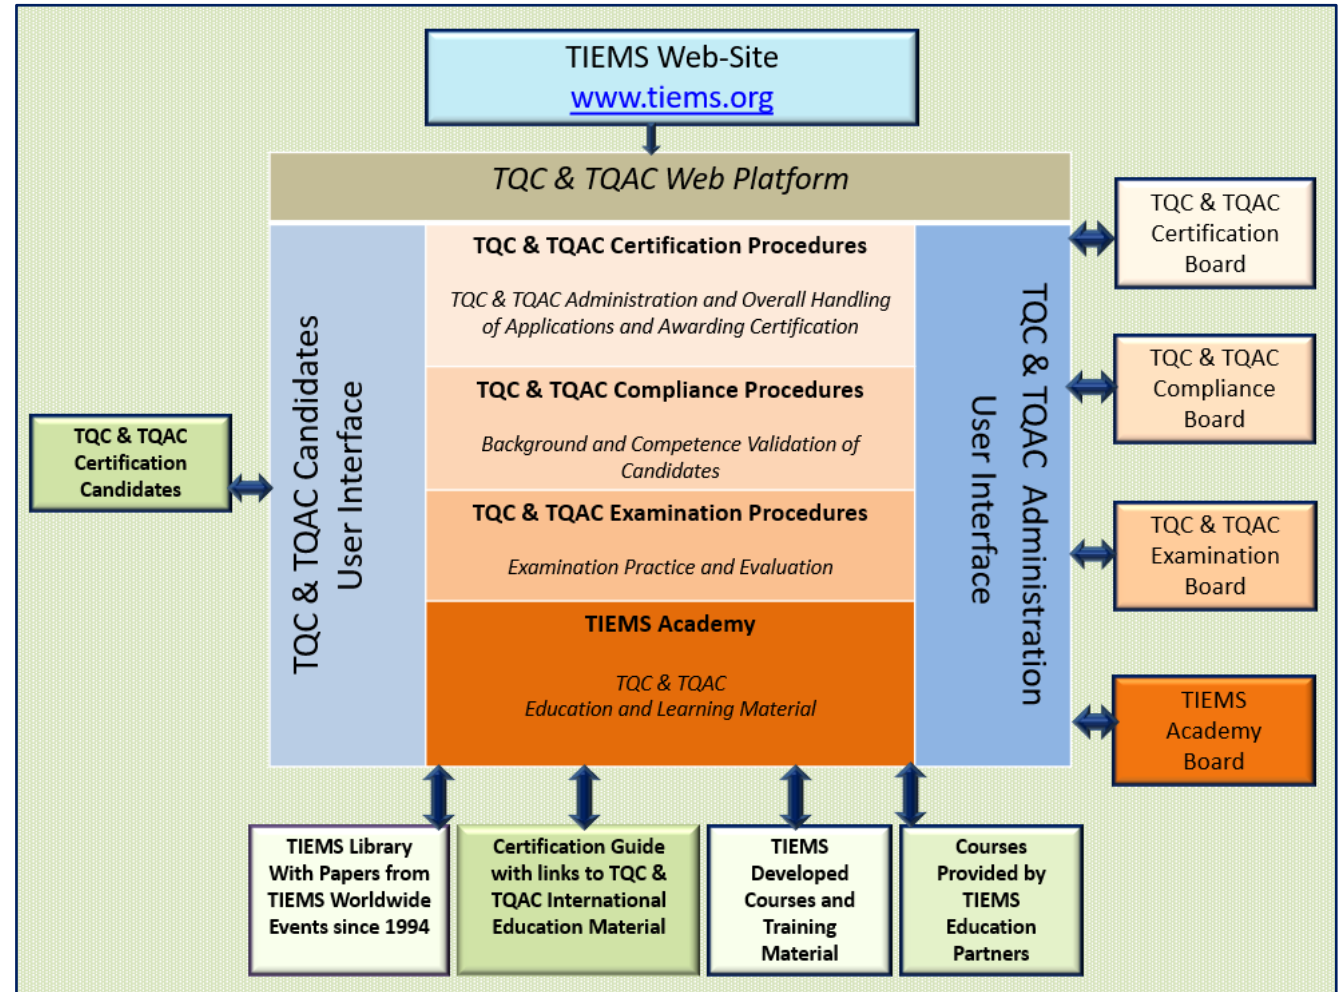 TIEMS Web-Site
www.tiems.org
TQC & TQAC Web Platform
TQC & TQAC Candidates
User Interface
TQC & TQAC Certification Procedures
TQC & TQAC Administration and Overall Handling
of Applications and Awarding Certification
TQC & TQAC Compliance Procedures
Background and Competence Validation of
Candidates
TQC & TQAC Examination Procedures
Examination Practice and Evaluation
TIEMS Academy
TQC & TQAC
Education and Learning Material
TQC & TQAC Administration
User Interface
TQC & TQAC
Certification
Candidates
TQC & TQAC
Certification
Board
TQC & TQAC
Compliance
Board
TQC & TQAC
Examination
Board
TIEMS
Academy
Board
TIEMS Library
With Papers from
TIEMS Worldwide
Events since 1994
Certification Guide
with links to TQC &
TQAC International
Education Material
TIEMS
Developed
Courses and
Training
Material
Courses
Provided by
TIEMS
Education
Partners